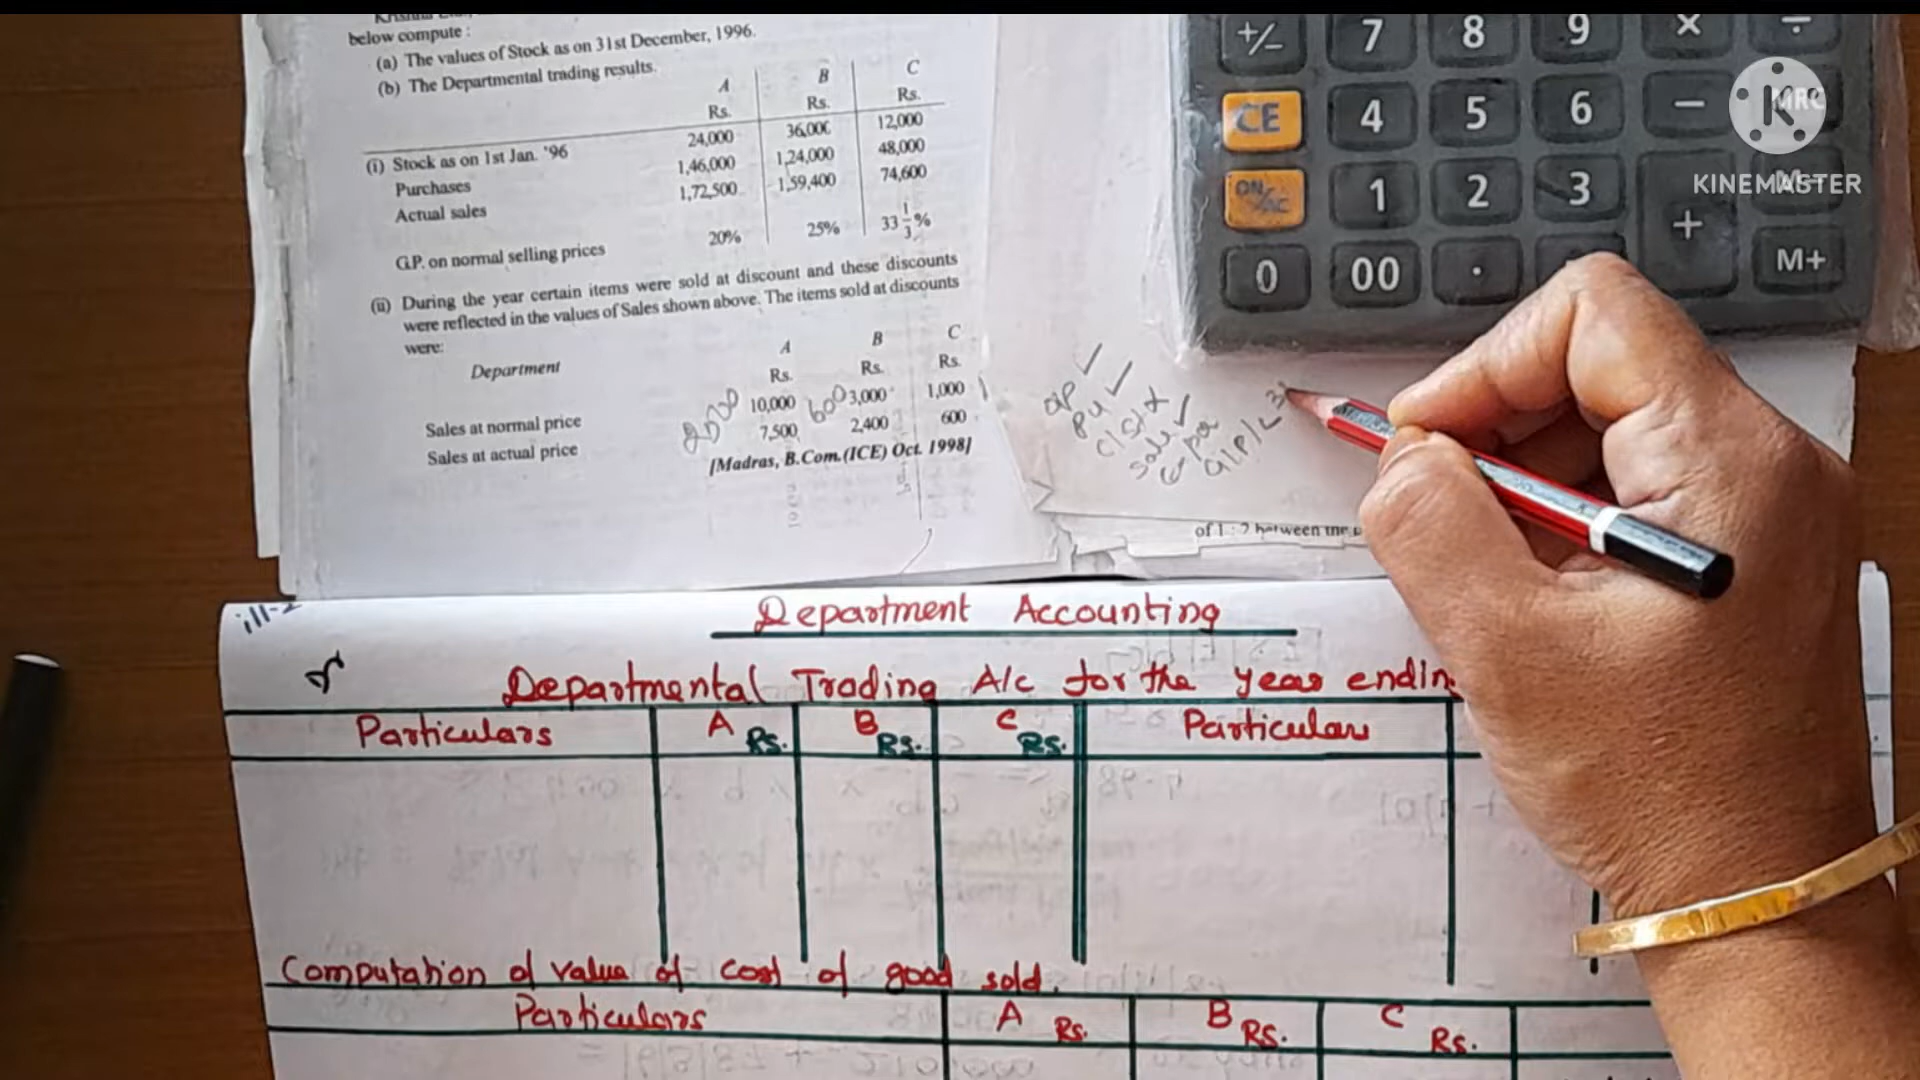 below compute :
(a) The values of Stock as on 31st December, 1996.
(b) The Departmental trading results.
A B C
Rs. Rs. Rs.
(i) Stock as on 1st Jan. '96 24,000 36,000 12,000
Purchases 1,46,000 1,24,000 48,000
Actual sales 1,72,500 1,59,400 74,600
G.P. on normal selling prices 20% 25% 33 1/3 %
(ii) During the year certain items were sold at discount and these discounts
were reflected in the values of Sales shown above. The items sold at discounts
were:
Department A B C
Rs. Rs. Rs.
Sales at normal price 10,000 3,000 1,000
Sales at actual price 7,500 2,400 600
[Madras, B.Com.(ICE) Oct. 1998]
600
+/- 7 8 9 × ÷
CE 4 5 6 −
ON/AC 1 2 3 +
0 00 . M+
K
KINEMASTER
of 1 : 2 between the
ill-2
Department Accounting
Departmental Trading A/c for the year endin
Particulars A Rs. B Rs. C Rs. Particulars
Computation of value of cost of good sold.
Particulars A Rs. B Rs. C Rs.